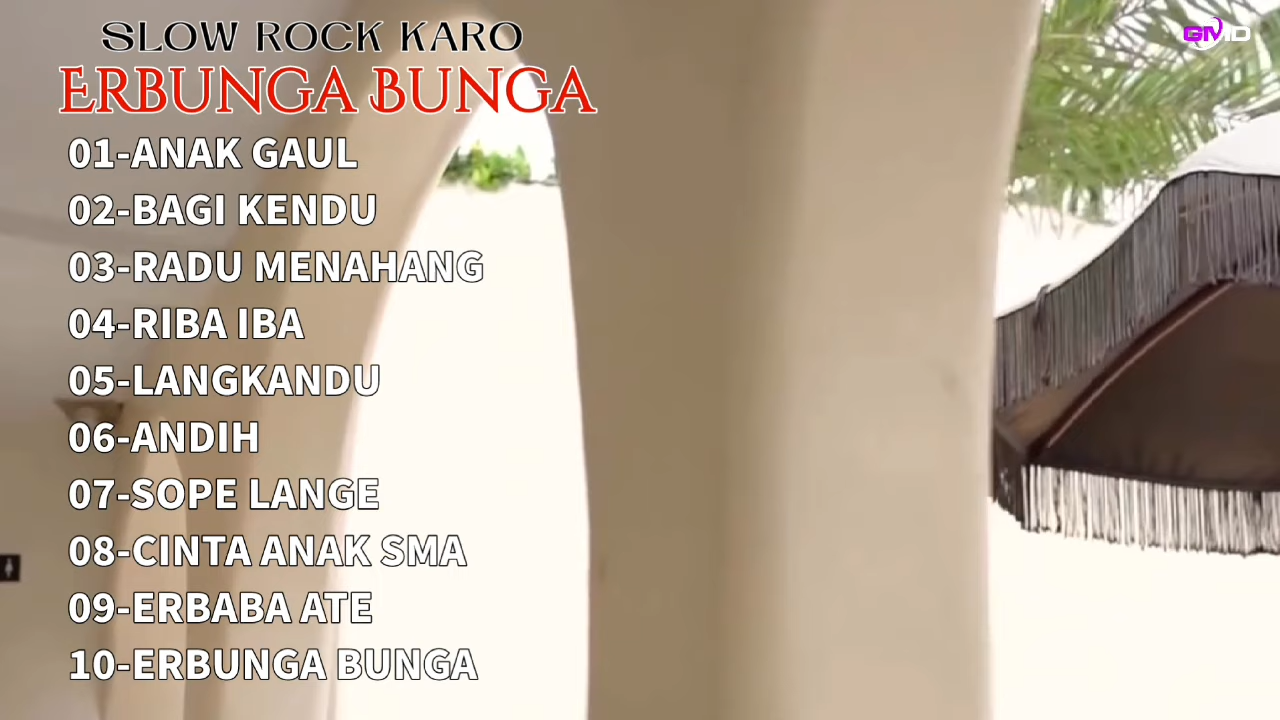 SLOW ROCK KARO
ERBUNGA BUNGA
GMD
01-ANAK GAUL
02-BAGI KENDU
03-RADU MENAHANG
04-RIBA IBA
05-LANGKANDU
06-ANDIH
07-SOPE LANGE
08-CINTA ANAK SMA
09-ERBABA ATE
10-ERBUNGA BUNGA